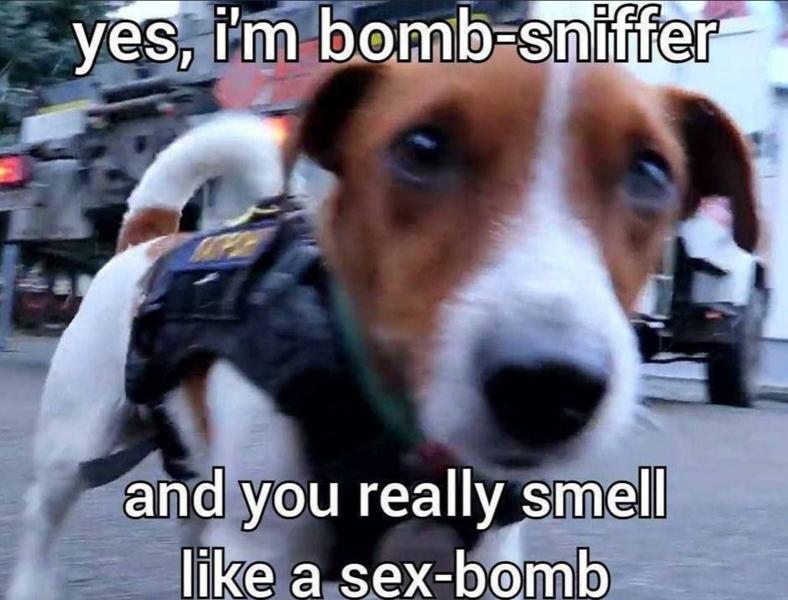 yes, i'm bomb-sniffer
and you really smell
like a sex-bomb